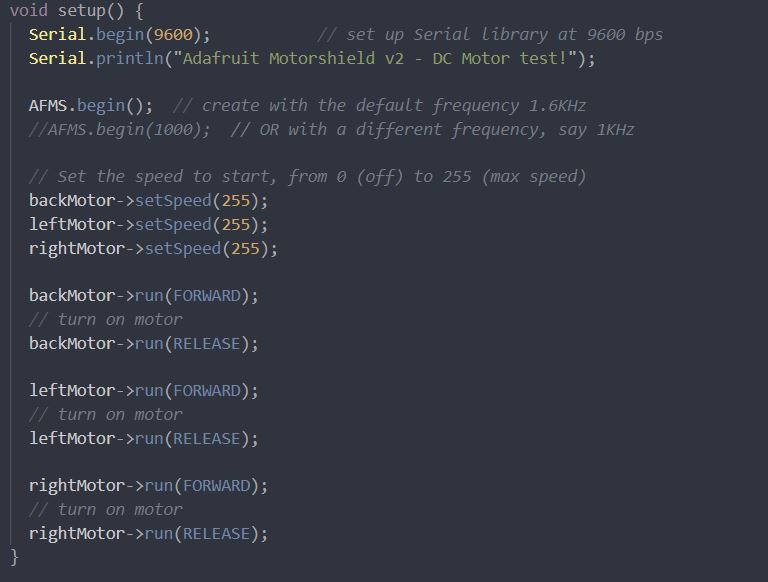 void setup() {
  Serial.begin(9600);           // set up Serial library at 9600 bps
  Serial.println("Adafruit Motorshield v2 - DC Motor test!");

  AFMS.begin();  // create with the default frequency 1.6KHz
  //AFMS.begin(1000);  // OR with a different frequency, say 1KHz

  // Set the speed to start, from 0 (off) to 255 (max speed)
  backMotor->setSpeed(255);
  leftMotor->setSpeed(255);
  rightMotor->setSpeed(255);

  backMotor->run(FORWARD);
  // turn on motor
  backMotor->run(RELEASE);

  leftMotor->run(FORWARD);
  // turn on motor
  leftMotor->run(RELEASE);

  rightMotor->run(FORWARD);
  // turn on motor
  rightMotor->run(RELEASE);
}